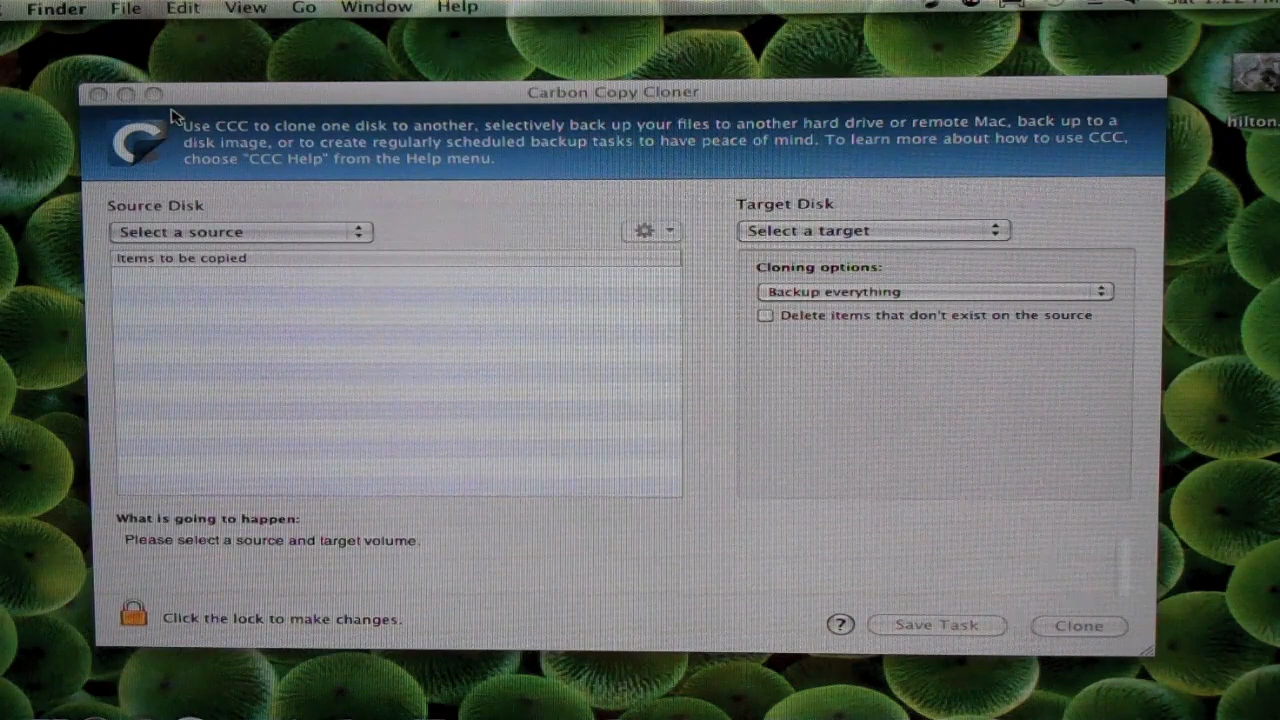 Finder File Edit View Go Window Help
Carbon Copy Cloner
Use CCC to clone one disk to another, selectively back up your files to another hard drive or remote Mac, back up to a
disk image, or to create regularly scheduled backup tasks to have peace of mind. To learn more about how to use CCC,
choose "CCC Help" from the Help menu.
hilton.
Source Disk
Select a source
Items to be copied
Target Disk
Select a target
Cloning options:
Backup everything
Delete items that don't exist on the source
What is going to happen:
Please select a source and target volume.
Click the lock to make changes.
? Save Task Clone